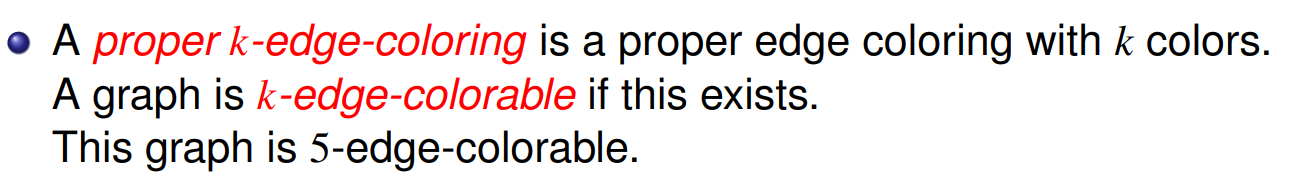 A proper k-edge-coloring is a proper edge coloring with k colors.
A graph is k-edge-colorable if this exists.
This graph is 5-edge-colorable.